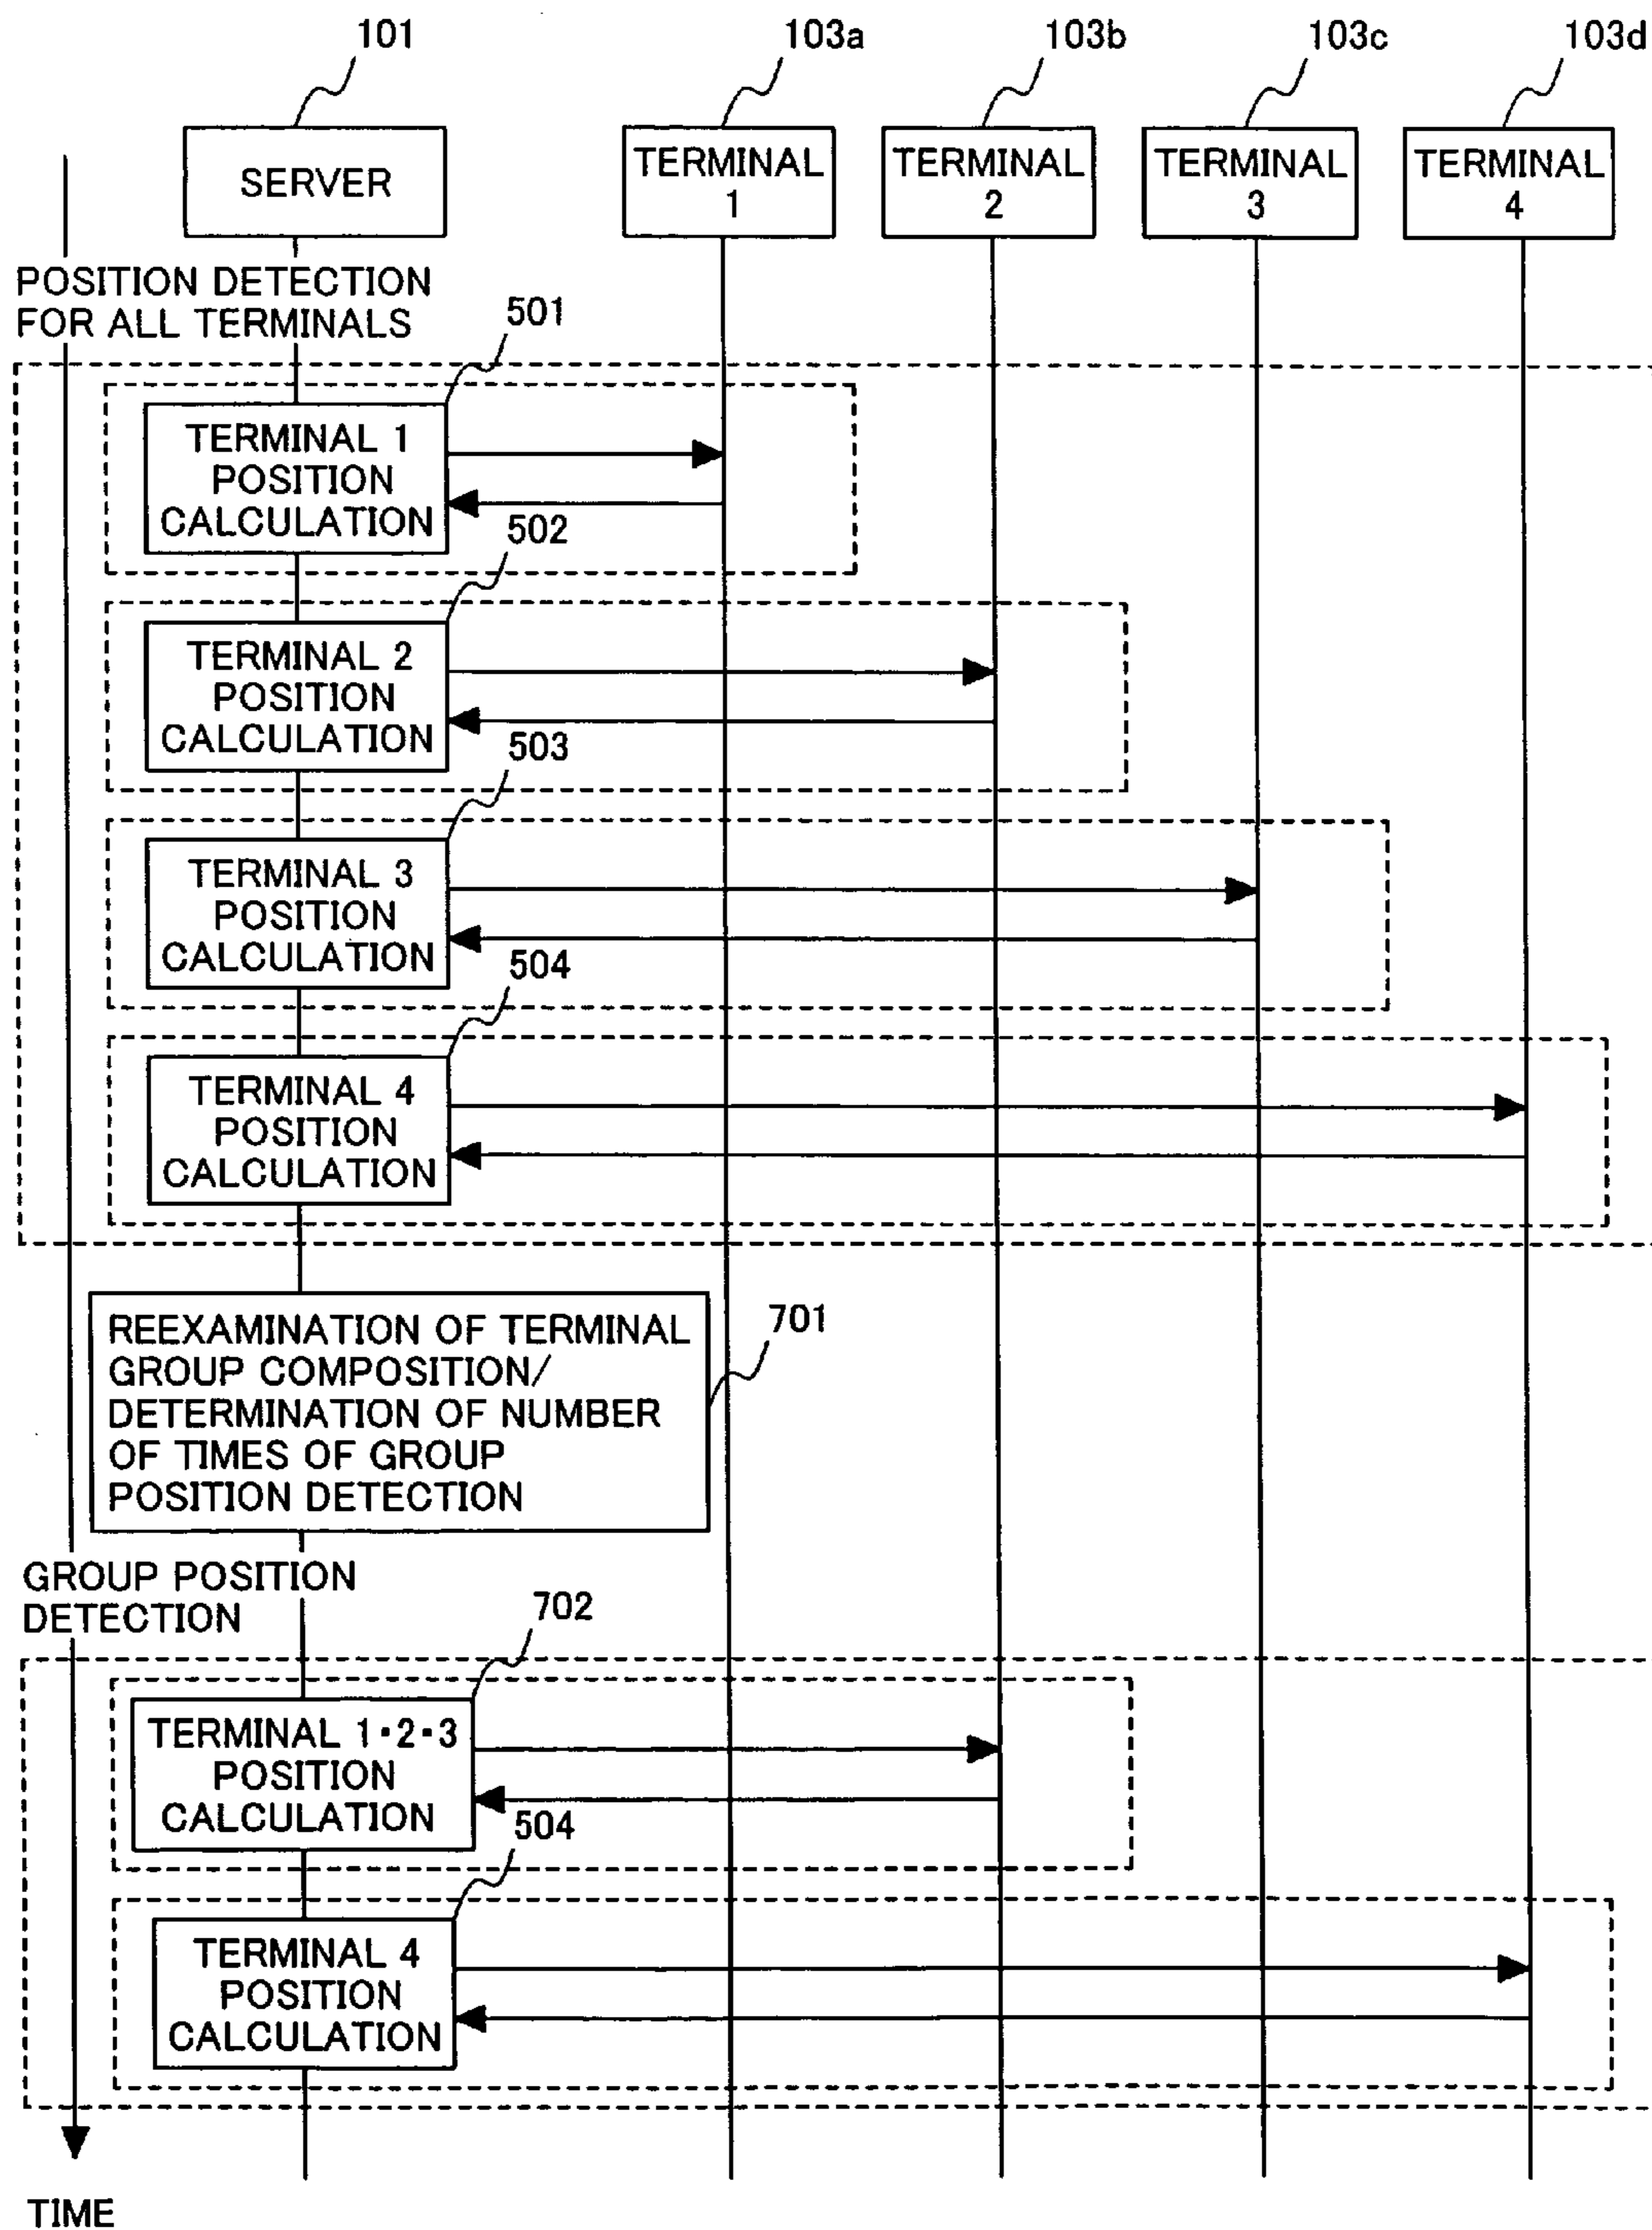 101
103a
103b
103c
103d
SERVER
TERMINAL
1
TERMINAL
2
TERMINAL
3
TERMINAL
4
POSITION DETECTION
FOR ALL TERMINALS
501
TERMINAL 1
POSITION
CALCULATION
502
TERMINAL 2
POSITION
CALCULATION
503
TERMINAL 3
POSITION
CALCULATION
504
TERMINAL 4
POSITION
CALCULATION
REEXAMINATION OF TERMINAL
GROUP COMPOSITION/
DETERMINATION OF NUMBER
OF TIMES OF GROUP
POSITION DETECTION
701
GROUP POSITION
DETECTION
702
TERMINAL 1・2・3
POSITION
CALCULATION
504
TERMINAL 4
POSITION
CALCULATION
TIME